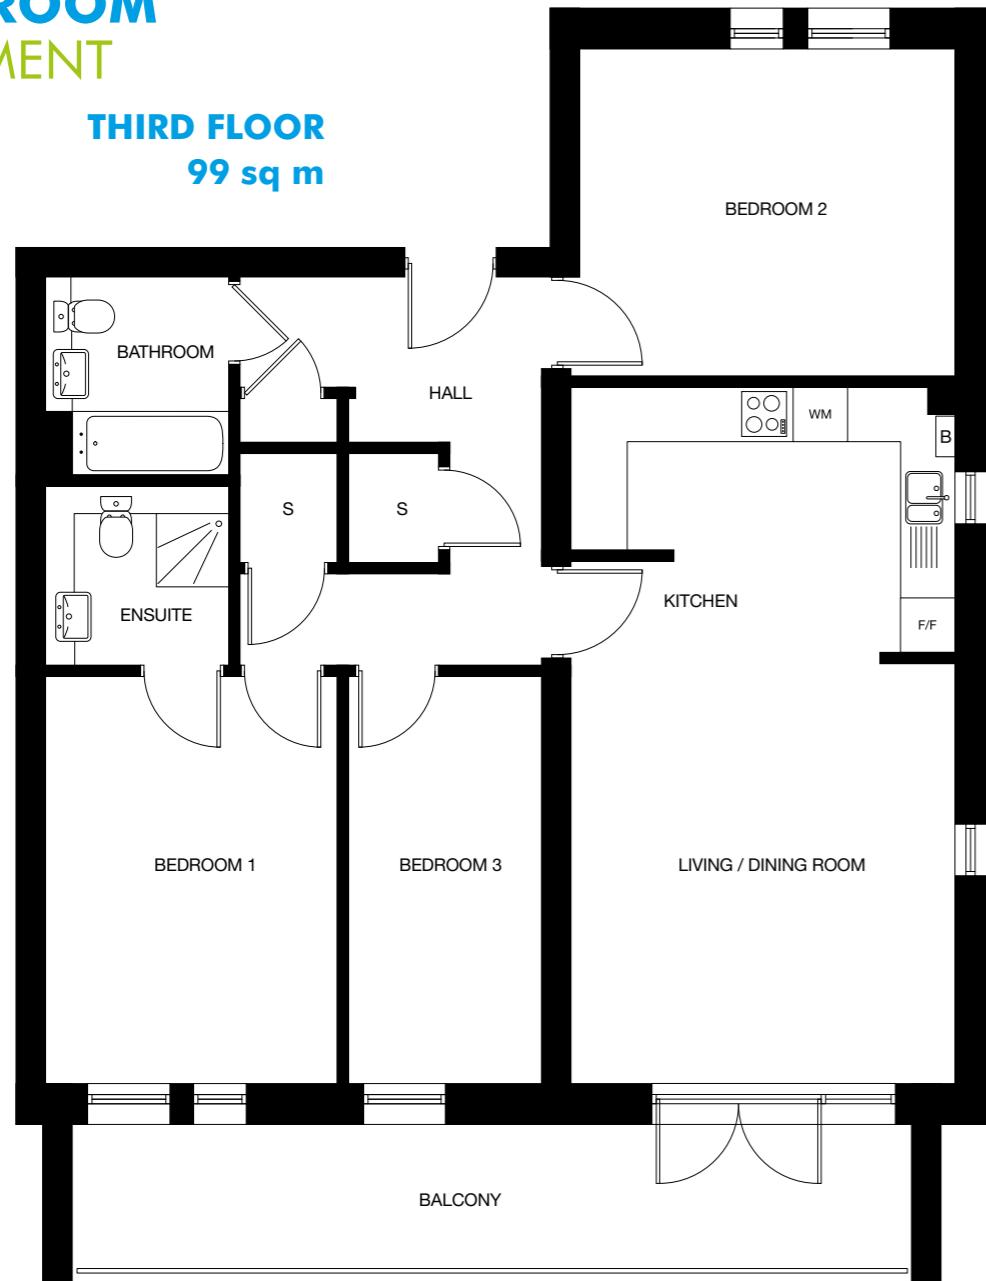 ROOM
MENT
THIRD FLOOR
99 sq m
BEDROOM 2
BATHROOM
HALL
WM
B
S
S
ENSUITE
KITCHEN
F/F
BEDROOM 1
BEDROOM 3
LIVING / DINING ROOM
BALCONY